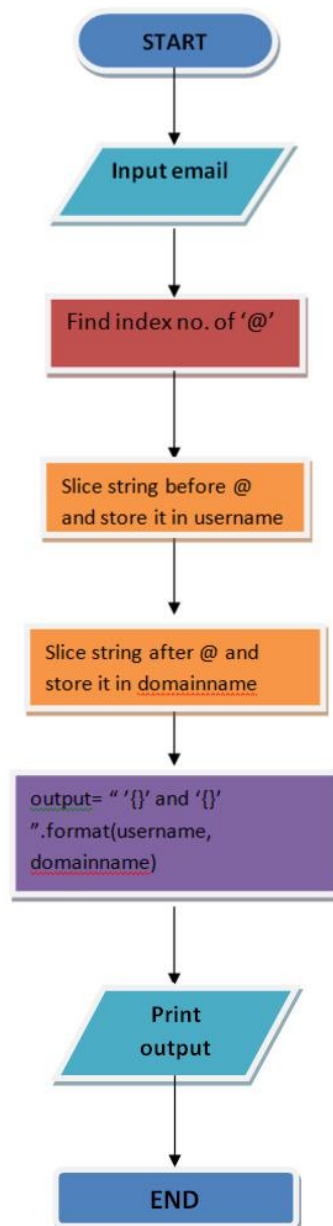 START
Input email
Find index no. of ‘@’
Slice string before @
and store it in username
Slice string after @ and
store it in domainname
output= “ ‘{}’ and ‘{}’
”.format(username,
domainname)
Print
output
END